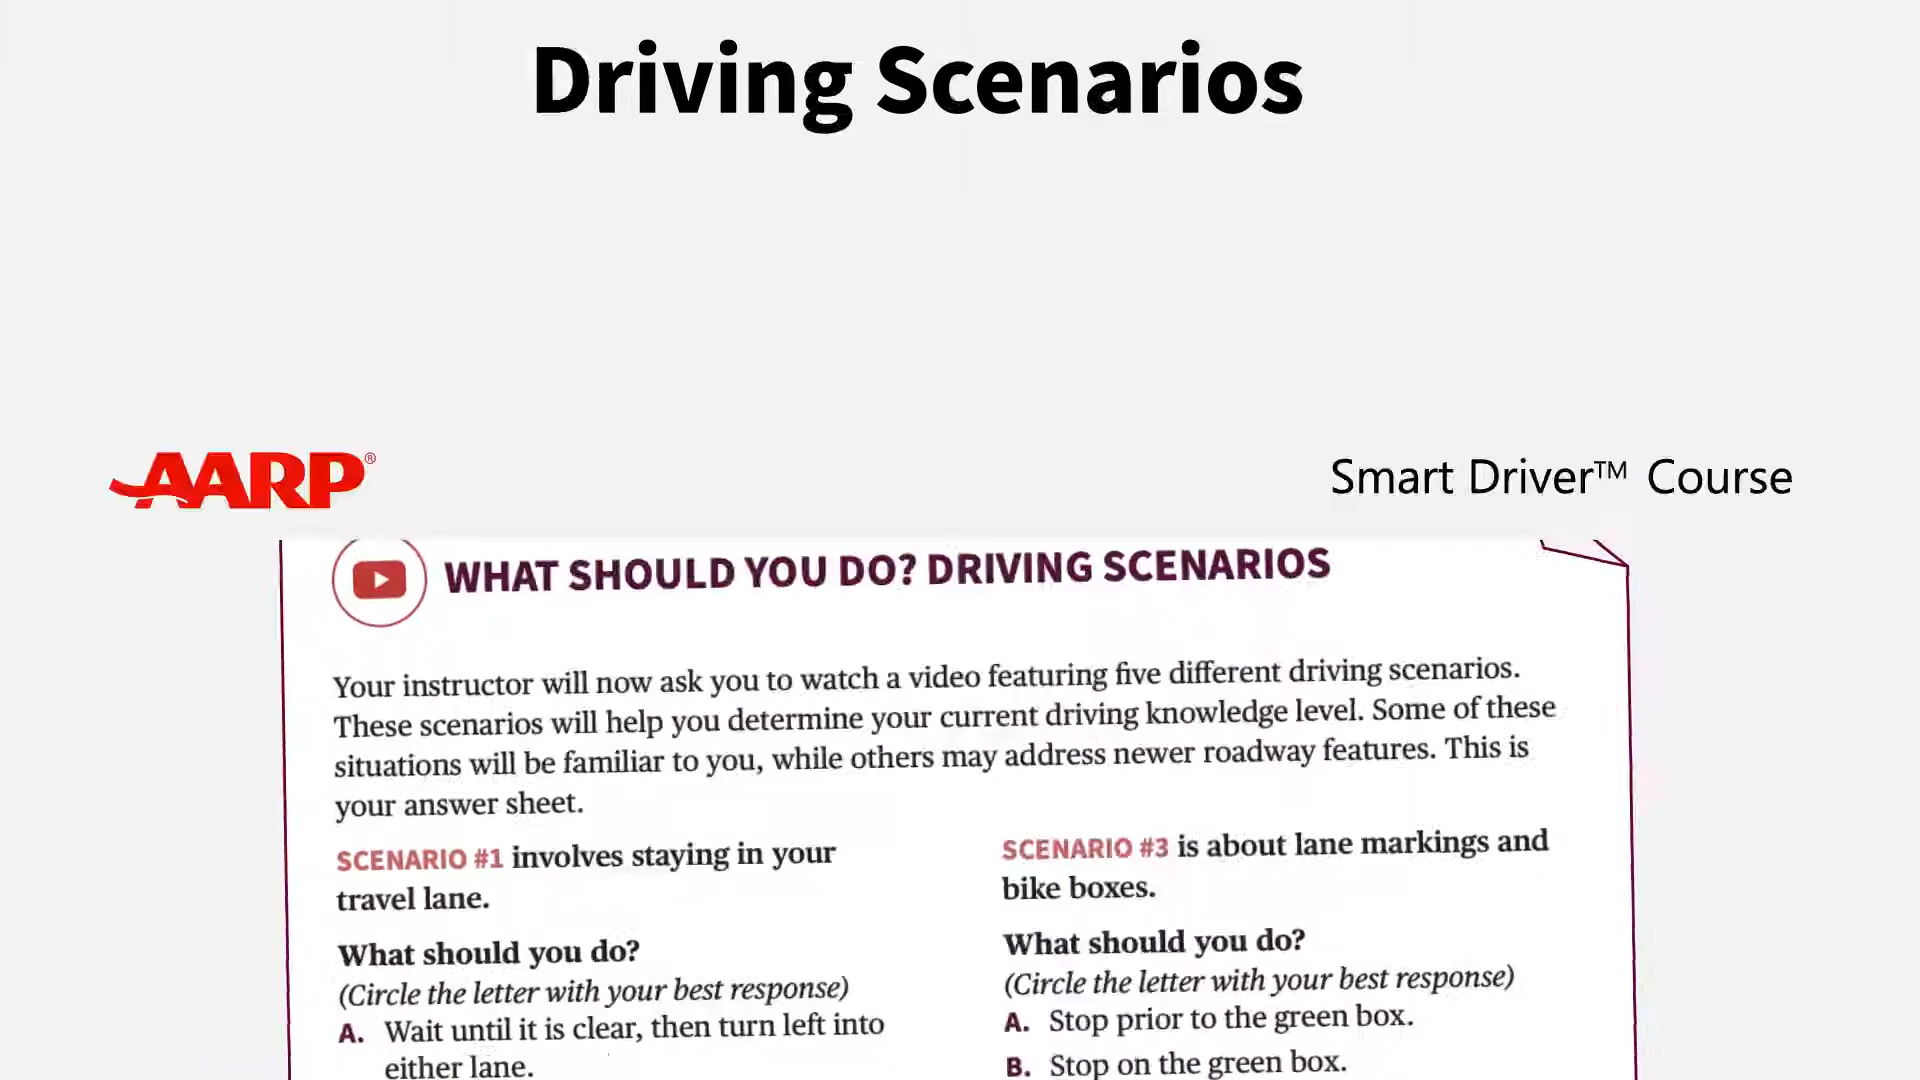 Driving Scenarios
AARP®
Smart Driver™ Course
WHAT SHOULD YOU DO? DRIVING SCENARIOS
Your instructor will now ask you to watch a video featuring five different driving scenarios.
These scenarios will help you determine your current driving knowledge level. Some of these
situations will be familiar to you, while others may address newer roadway features. This is
your answer sheet.
SCENARIO #1 involves staying in your
travel lane.
What should you do?
(Circle the letter with your best response)
A. Wait until it is clear, then turn left into
either lane.
SCENARIO #3 is about lane markings and
bike boxes.
What should you do?
(Circle the letter with your best response)
A. Stop prior to the green box.
B. Stop on the green box.